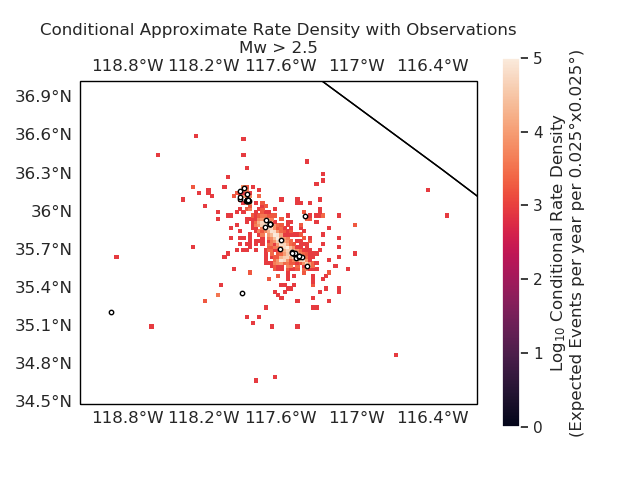 Conditional Approximate Rate Density with Observations
Mw > 2.5
118.8°W 118.2°W 117.6°W 117°W 116.4°W
36.9°N
36.6°N
36.3°N
36°N
35.7°N
35.4°N
35.1°N
34.8°N
34.5°N
118.8°W 118.2°W 117.6°W 117°W 116.4°W
5
4
3
2
1
0
Log₁₀ Conditional Rate Density
(Expected Events per year per 0.025°x0.025°)